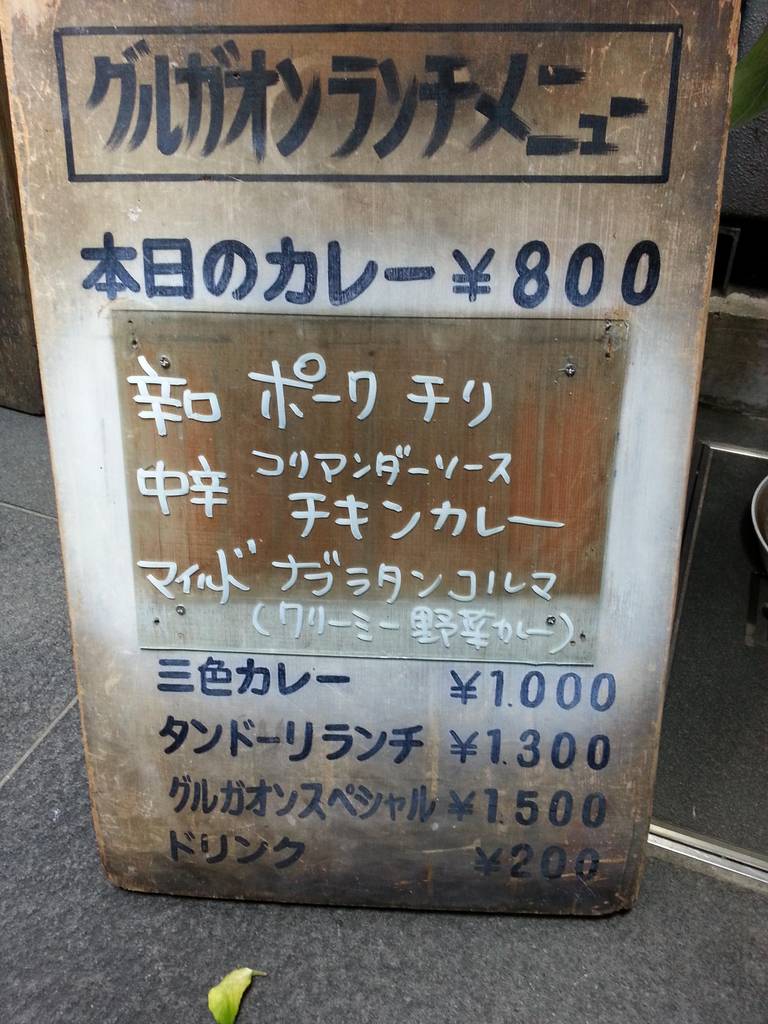 グルガオンランチメニュー
本日のカレー ¥800
辛口 ポーク チリ
中辛 コリマンダーソース
チキンカレー
マイルド ナブラタンコルマ
(クリーミー野菜カレー)
三色カレー ¥1.000
タンドーリランチ ¥1.300
グルガオンスペシャル ¥1.500
ドリンク ¥200